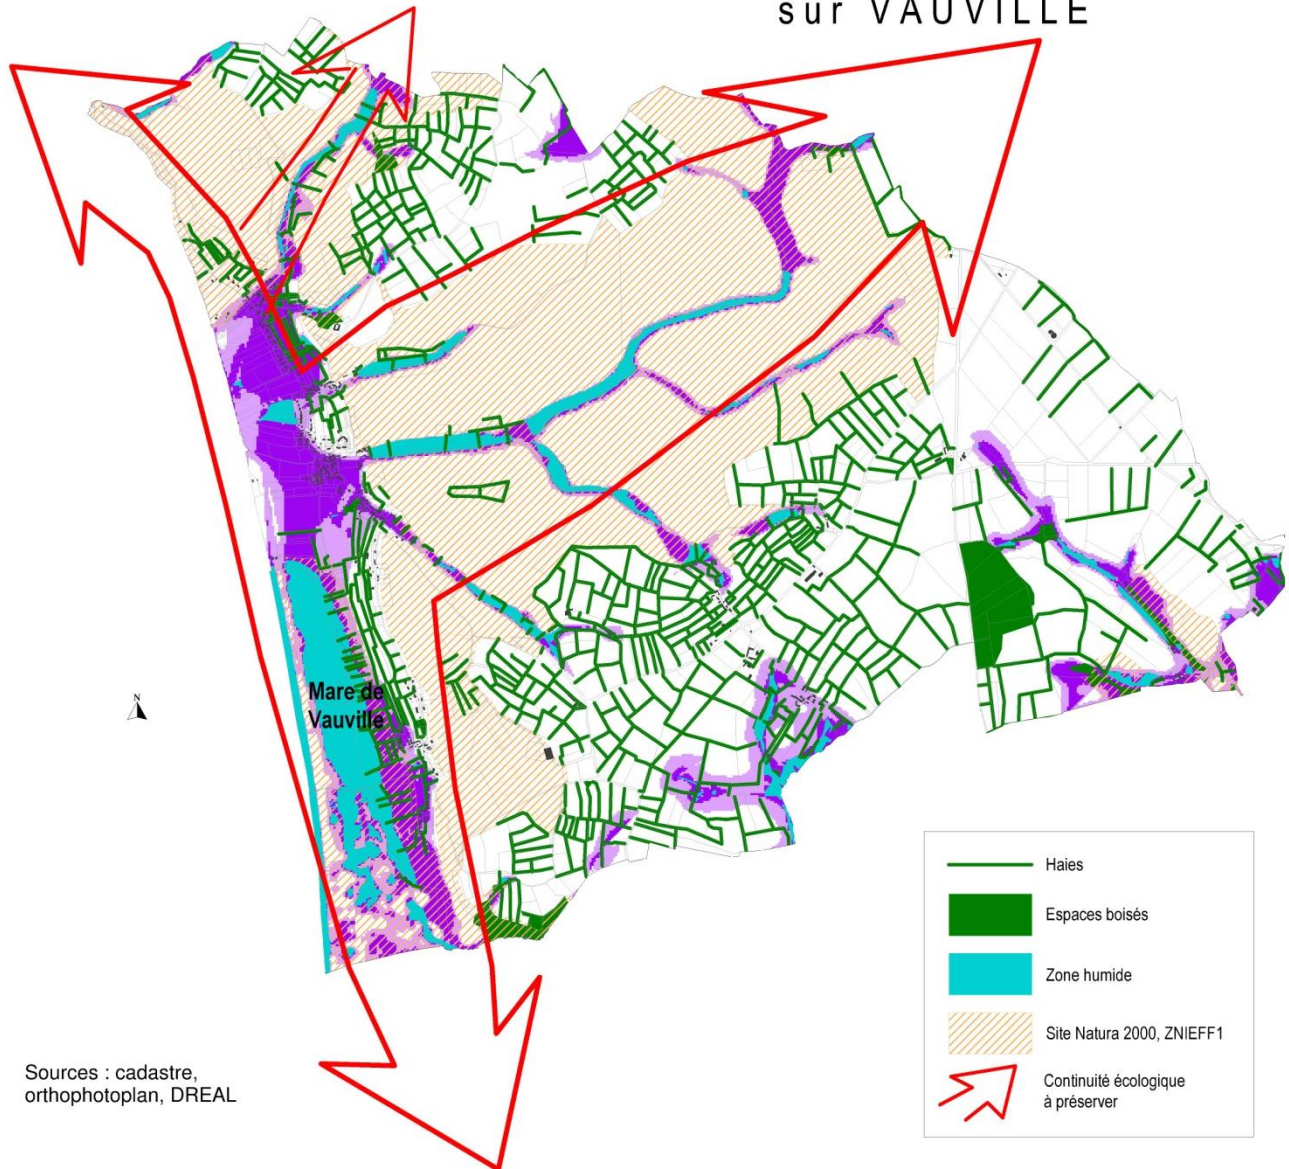 sur VAUVILLE
N
Mare de
Vauville
Haies
Espaces boisés
Zone humide
Site Natura 2000, ZNIEFF1
Continuité écologique
à préserver
Sources : cadastre,
orthophotoplan, DREAL